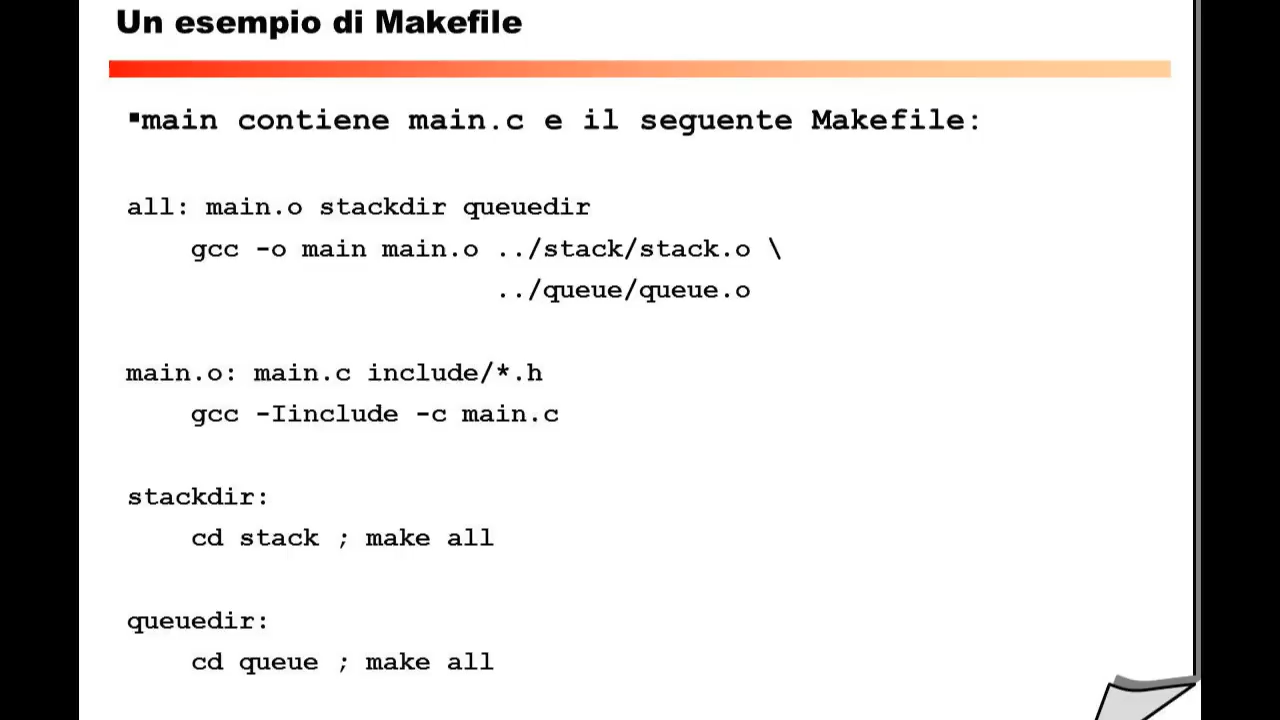 Un esempio di Makefile
▪main contiene main.c e il seguente Makefile:
all: main.o stackdir queuedir
gcc -o main main.o ../stack/stack.o \
../queue/queue.o
main.o: main.c include/*.h
gcc -Iinclude -c main.c
stackdir:
cd stack ; make all
queuedir:
cd queue ; make all